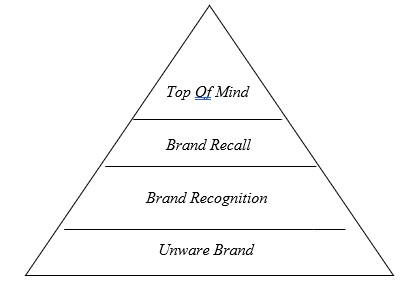 Top Of Mind
Brand Recall
Brand Recognition
Unware Brand